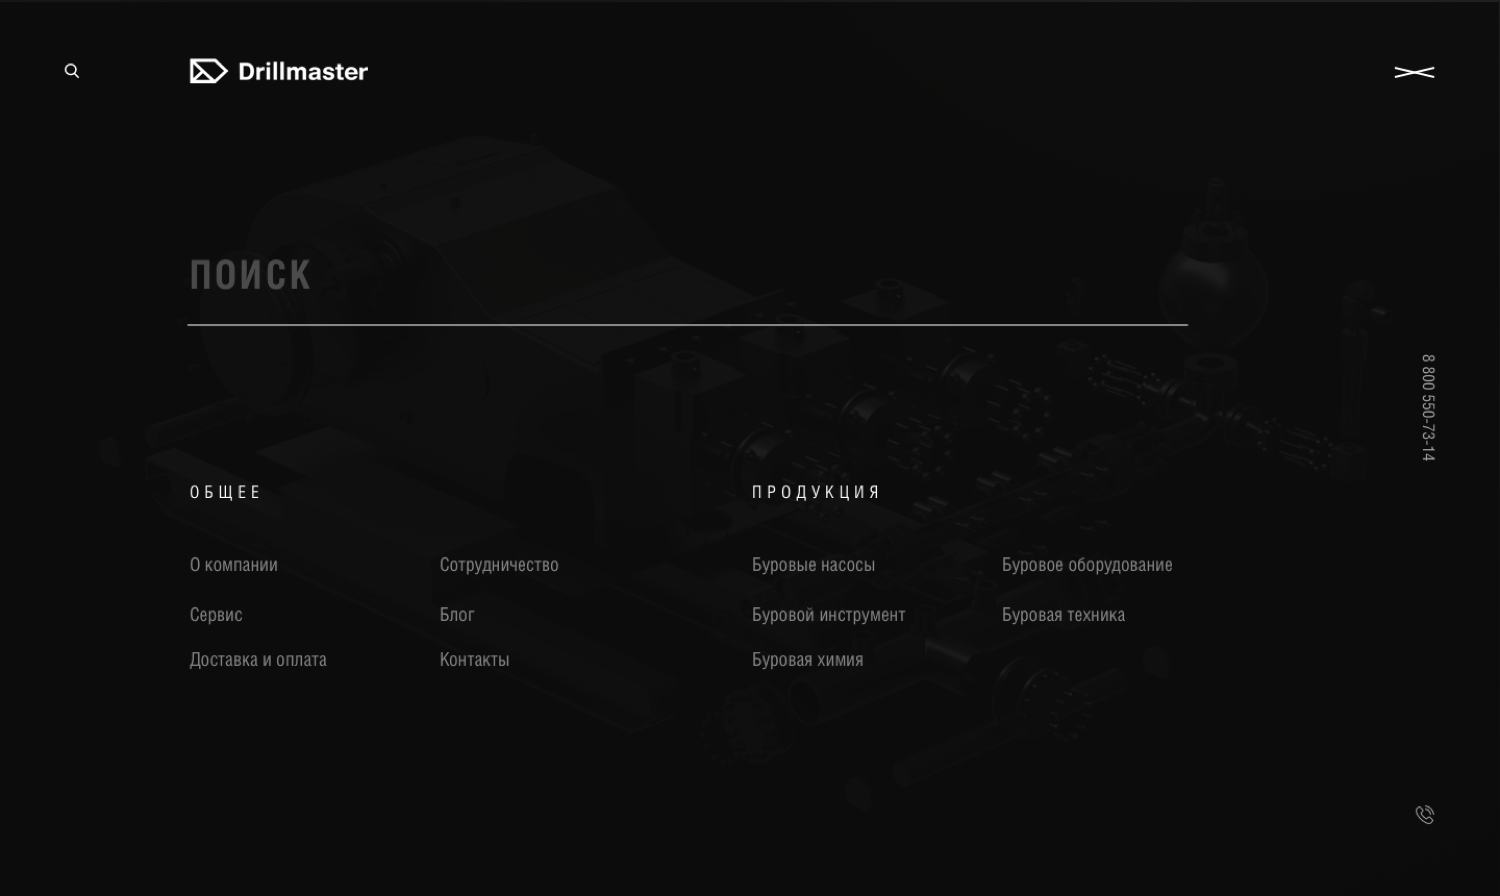 Drillmaster
ПОИСК
8 800 550-73-14
ОБЩЕЕ
О компании
Сотрудничество
Сервис
Блог
Доставка и оплата
Контакты
ПРОДУКЦИЯ
Буровые насосы
Буровое оборудование
Буровой инструмент
Буровая техника
Буровая химия